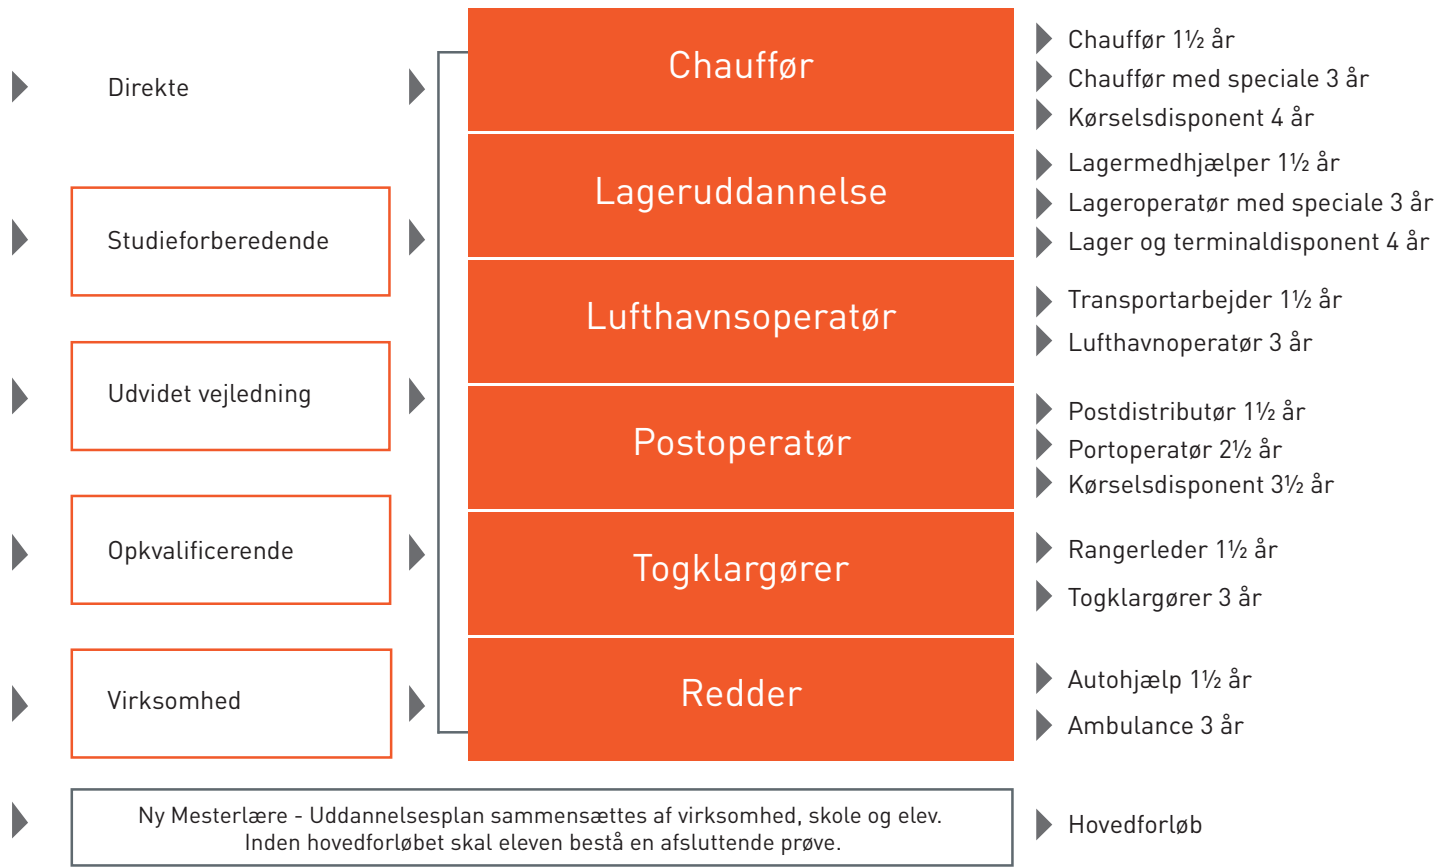 Direkte
Studieforberedende
Udvidet vejledning
Opkvalificerende
Virksomhed
Chauffør
Lageruddannelse
Lufthavnsoperatør
Postoperatør
Togklargører
Redder
Chauffør 1½ år
Chauffør med speciale 3 år
Kørselsdisponent 4 år
Lagermedhjælper 1½ år
Lageroperatør med speciale 3 år
Lager og terminaldisponent 4 år
Transportarbejder 1½ år
Lufthavnoperatør 3 år
Postdistributør 1½ år
Portoperatør 2½ år
Kørselsdisponent 3½ år
Rangerleder 1½ år
Togklargører 3 år
Autohjælp 1½ år
Ambulance 3 år
Ny Mesterlære - Uddannelsesplan sammensættes af virksomhed, skole og elev.
Inden hovedforløbet skal eleven bestå en afsluttende prøve.
Hovedforløb